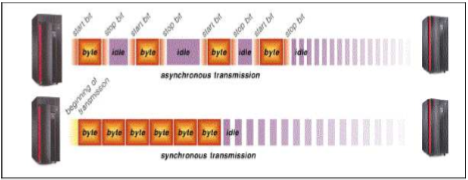 start bit stop bit start bit stop bit start bit stop bit start bit stop bit
byte idle byte idle byte idle byte idle
asynchronous transmission
beginning of transmission
byte byte byte byte byte byte idle
synchronous transmission